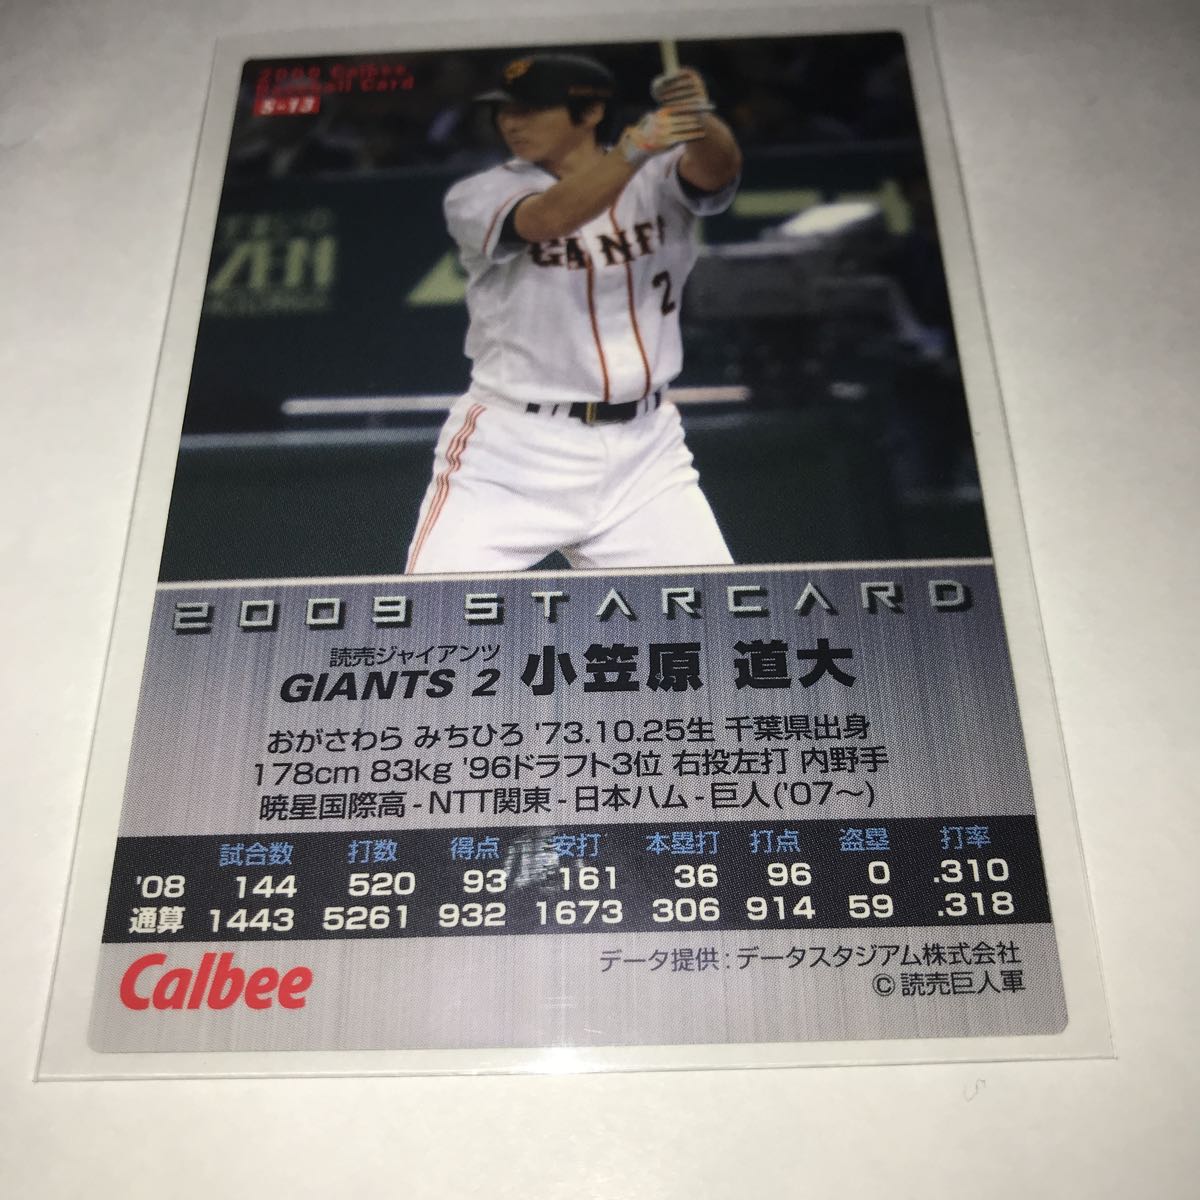 2009 Calbee
Baseball Card
S-13
GIANTS
2
2009 STARCARD
読売ジャイアンツ
GIANTS 2 小笠原 道大
おがさわら みちひろ '73.10.25生 千葉県出身
178cm 83kg '96ドラフト3位 右投左打 内野手
暁星国際高-NTT関東-日本ハム-巨人('07〜)
試合数 打数 得点 安打 本塁打 打点 盗塁 打率
'08 144 520 93 161 36 96 0 .310
通算 1443 5261 932 1673 306 914 59 .318
Calbee
データ提供:データスタジアム株式会社
©読売巨人軍